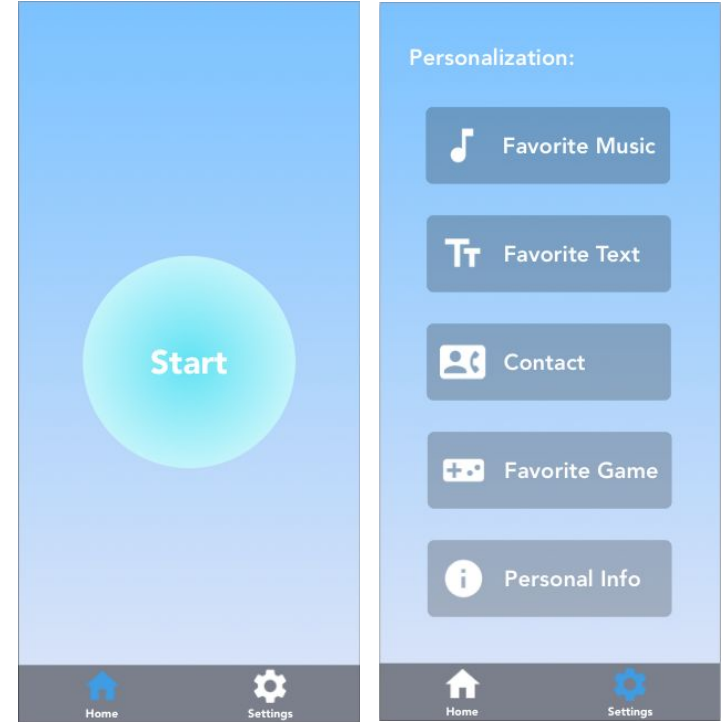 Start
Home
Settings
Personalization:
Favorite Music
Favorite Text
Contact
Favorite Game
Personal Info
Home
Settings